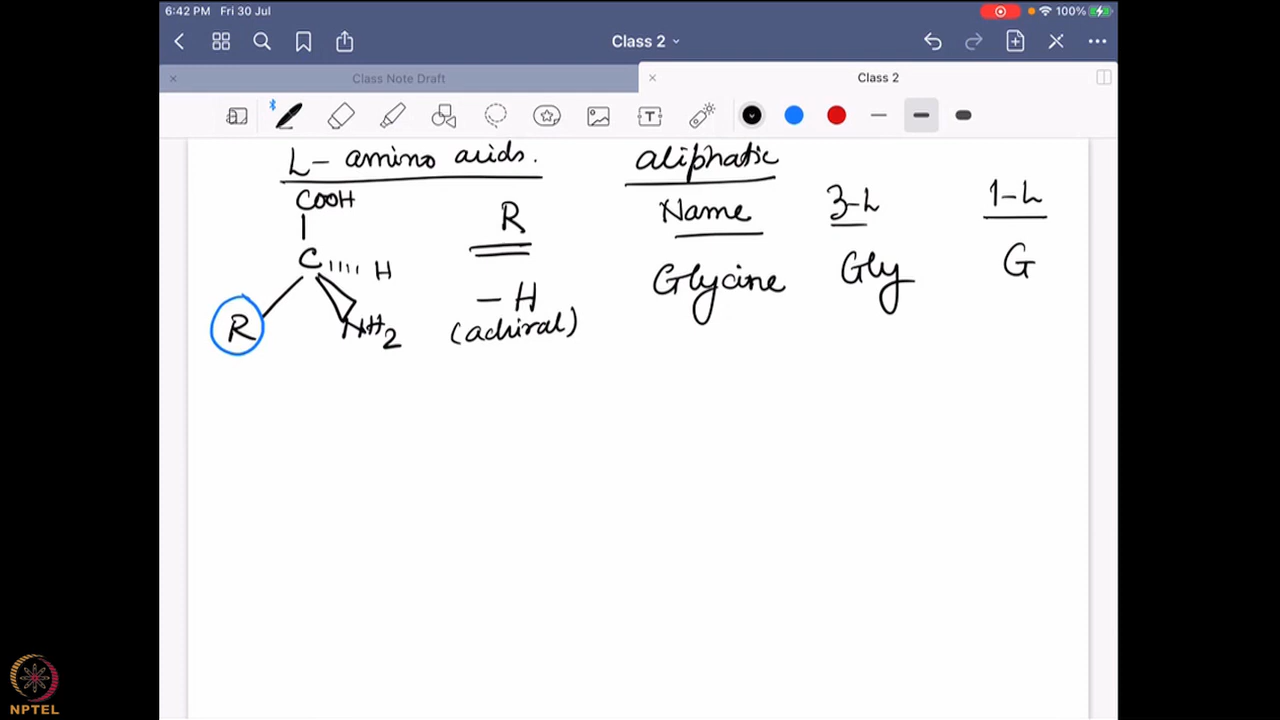 6:42 PM Fri 30 Jul
100%
Class 2
Class Note Draft
Class 2
T
L- amino acids. aliphatic
COOH R Name 3-L 1-L
C H
-H Glycine Gly G
R NH2 (achiral)
NPTEL